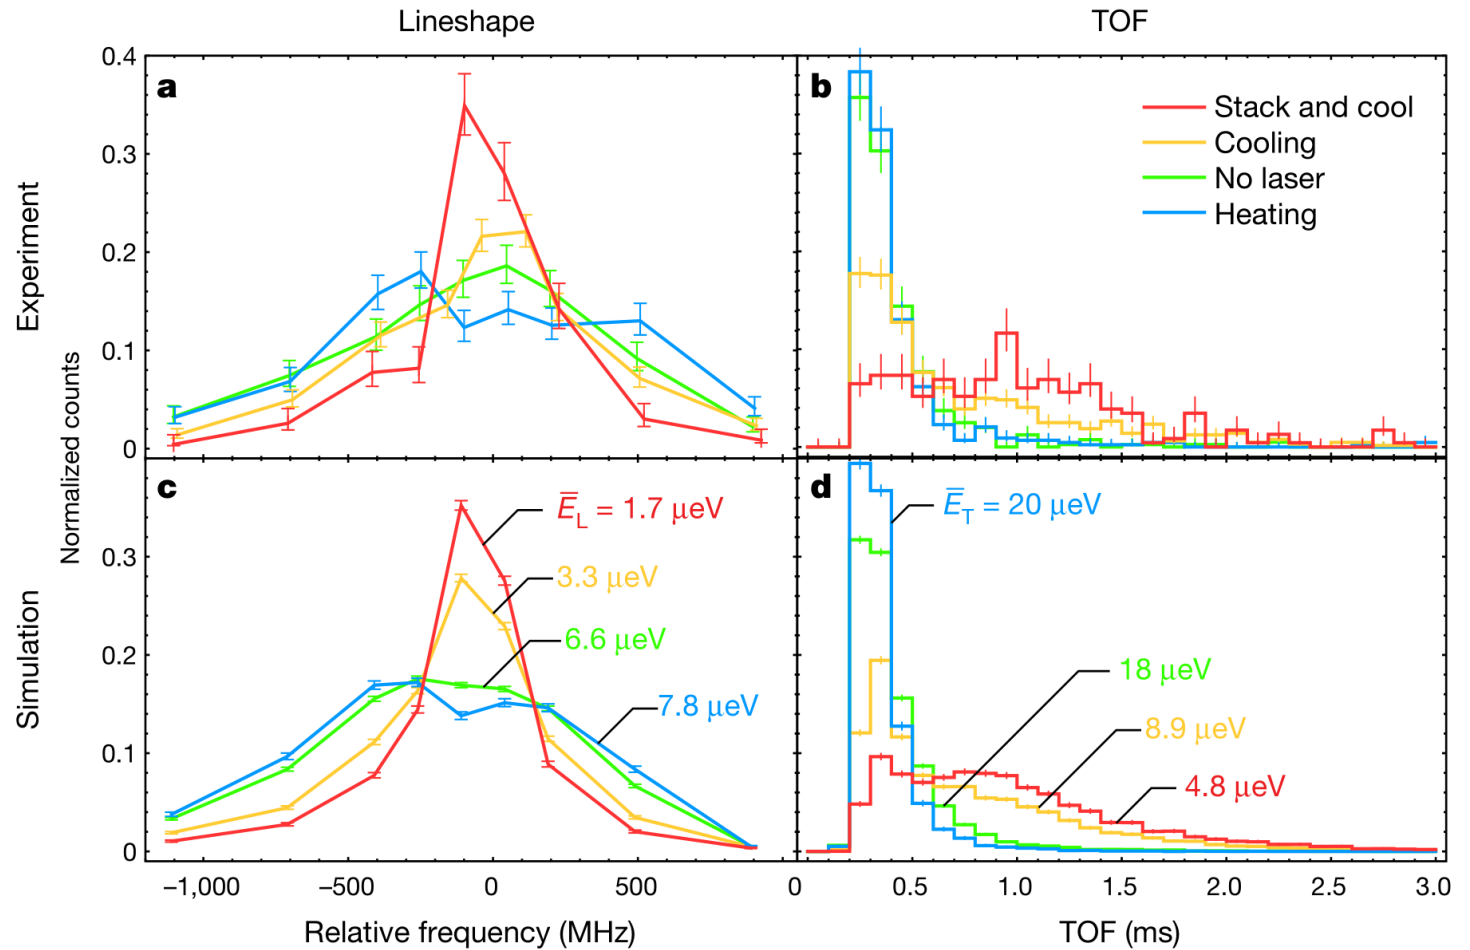 Lineshape
TOF
Experiment
Simulation
Normalized counts
a
0.4
0.3
0.2
0.1
0
b
Stack and cool
Cooling
No laser
Heating
c
0.3
0.2
0.1
0
ĒL = 1.7 μeV
3.3 μeV
6.6 μeV
7.8 μeV
d
ĒT = 20 μeV
18 μeV
8.9 μeV
4.8 μeV
–1,000 –500 0 500
0 0.5 1.0 1.5 2.0 2.5 3.0
Relative frequency (MHz)
TOF (ms)